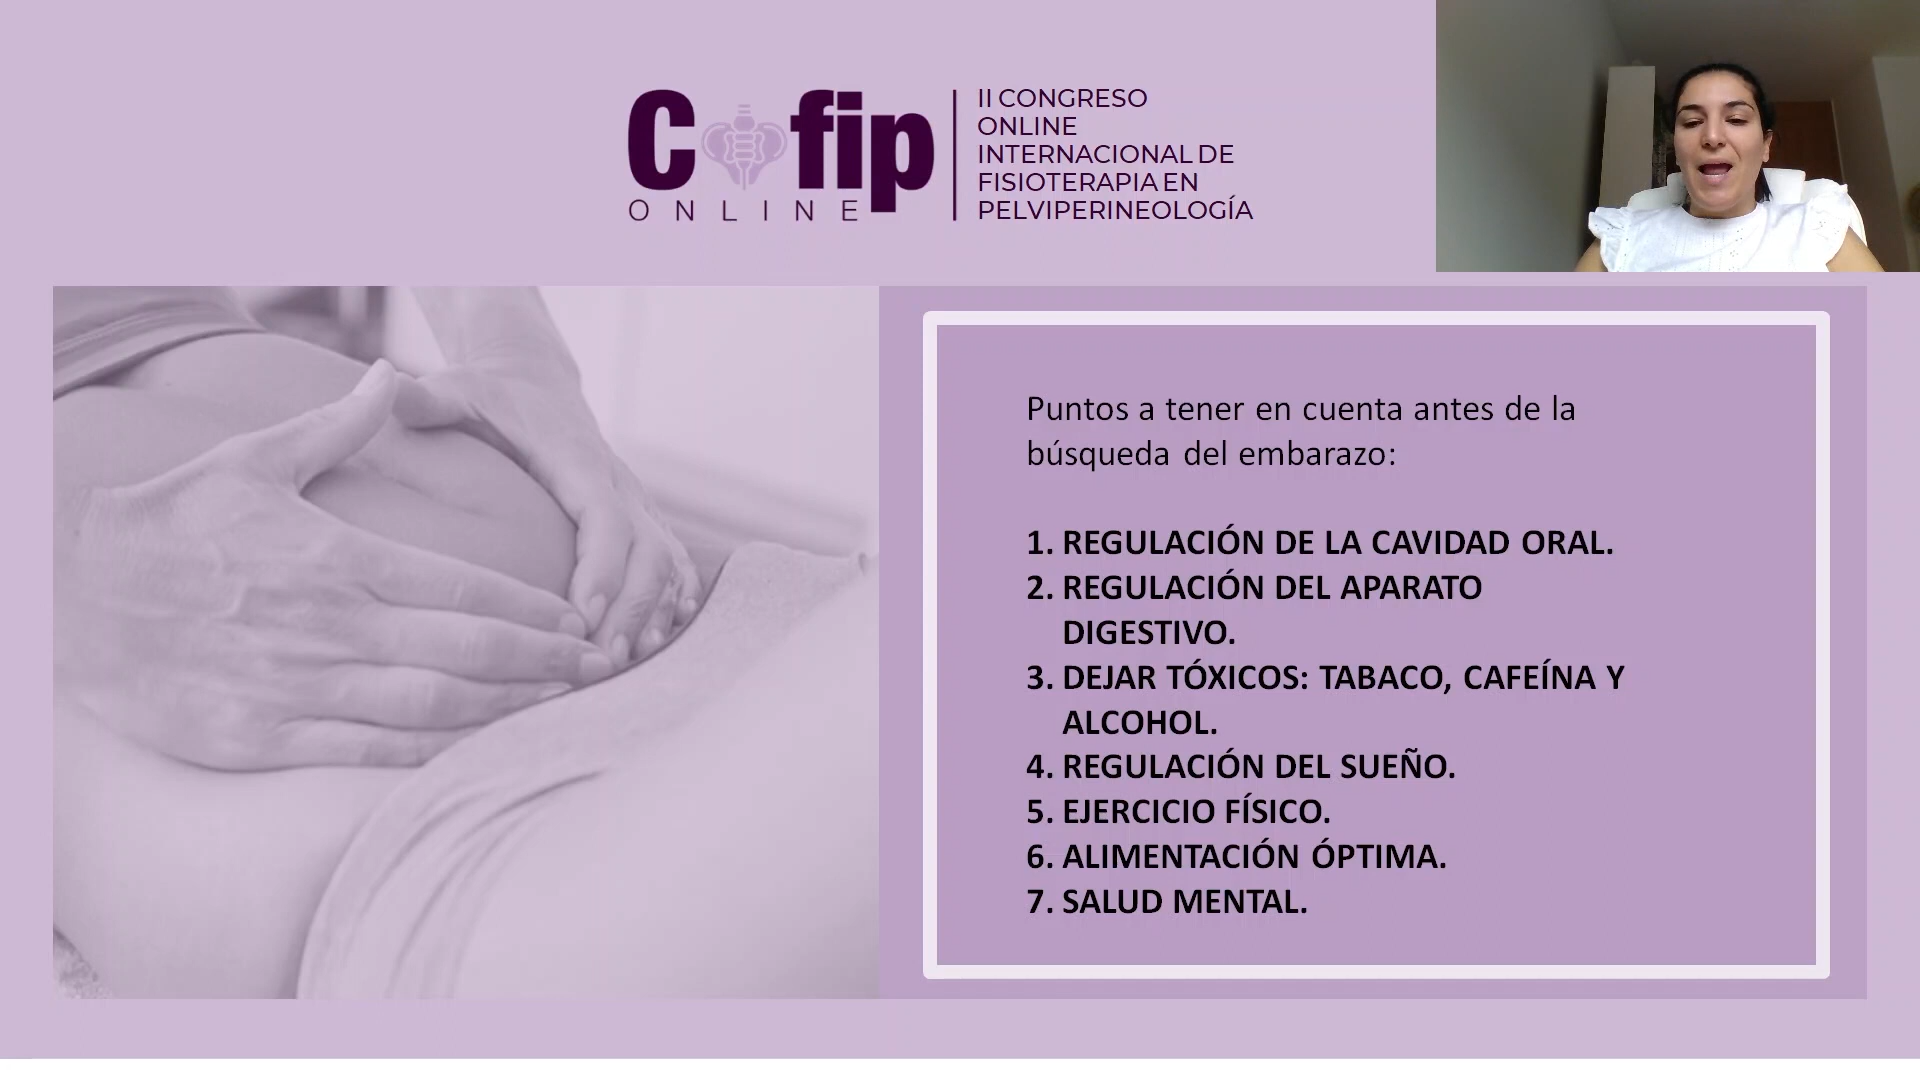 Cofip
ONLINE
II CONGRESO
ONLINE
INTERNACIONAL DE
FISIOTERAPIA EN
PELVIPERINEOLOGÍA
Puntos a tener en cuenta antes de la
búsqueda del embarazo:
1. REGULACIÓN DE LA CAVIDAD ORAL.
2. REGULACIÓN DEL APARATO
DIGESTIVO.
3. DEJAR TÓXICOS: TABACO, CAFEÍNA Y
ALCOHOL.
4. REGULACIÓN DEL SUEÑO.
5. EJERCICIO FÍSICO.
6. ALIMENTACIÓN ÓPTIMA.
7. SALUD MENTAL.